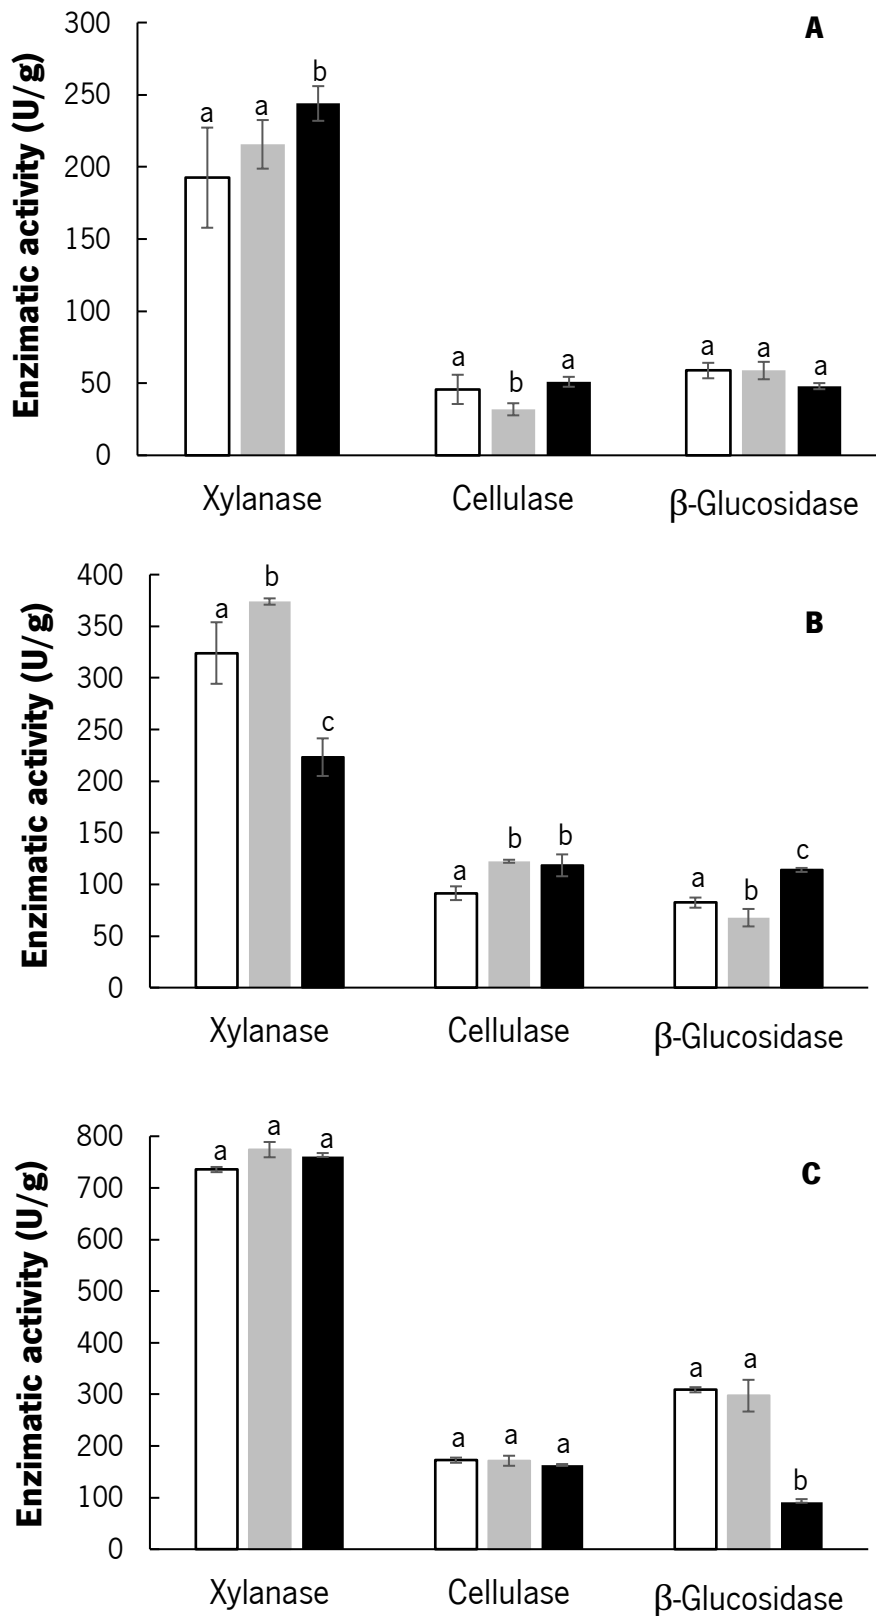 A
Enzimatic activity (U/g)
300
250
200
150
100
50
0
a a b
a b a
a a a
Xylanase Cellulase β-Glucosidase
B
Enzimatic activity (U/g)
400
350
300
250
200
150
100
50
0
a b c
a b b
a b c
Xylanase Cellulase β-Glucosidase
C
Enzimatic activity (U/g)
800
700
600
500
400
300
200
100
0
a a a
a a a
a a b
Xylanase Cellulase β-Glucosidase